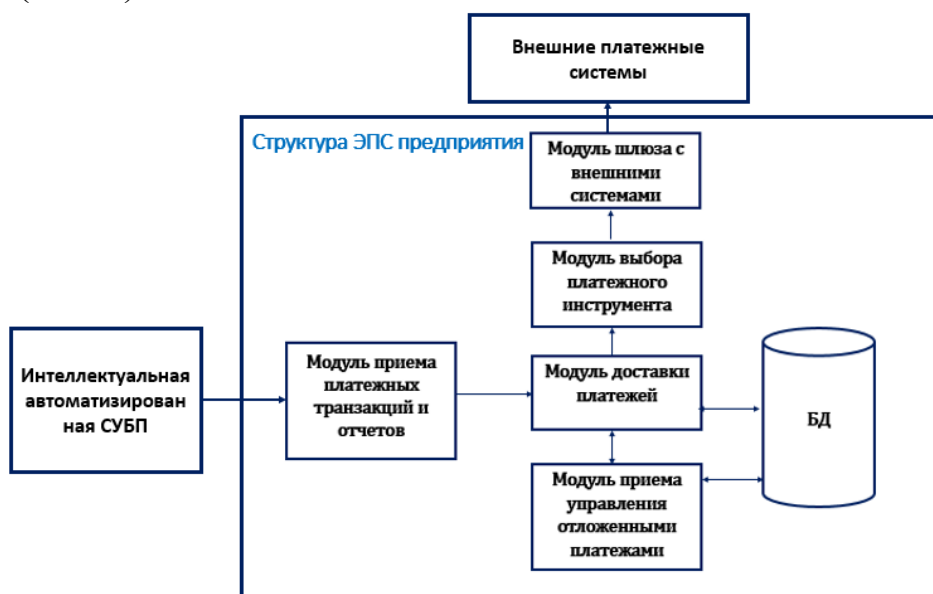 Внешние платежные
системы
Структура ЭПС предприятия
Модуль шлюза с
внешними
системами
Модуль выбора
платежного
инструмента
Интеллектуальная
автоматизирован
ная СУБП
Модуль приема
платежных
транзакций и
отчетов
Модуль доставки
платежей
БД
Модуль приема
управления
отложенными
платежами